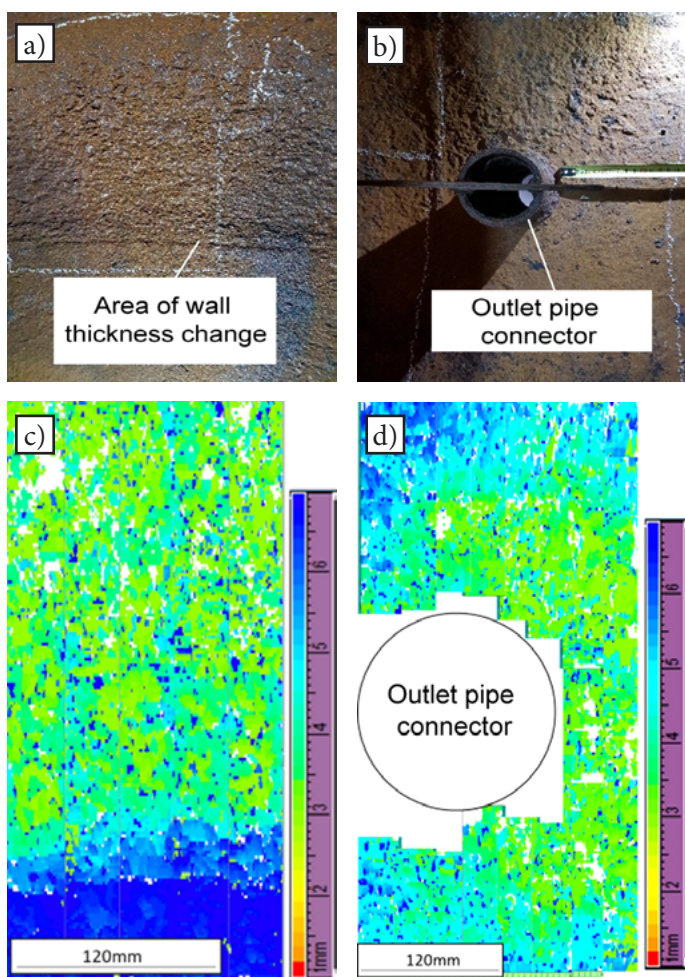 a)
Area of wall
thickness change
b)
Outlet pipe
connector
c)
6
5
4
3
2
1mm
120mm
d)
Outlet pipe
connector
6
5
4
3
2
1mm
120mm